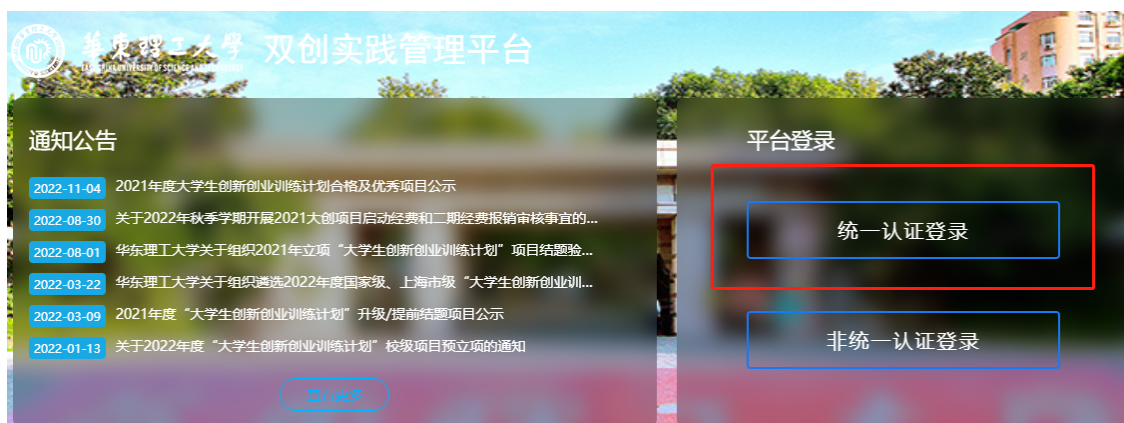 華東理工大學 双创实践管理平台
EAST CHINA UNIVERSITY OF SCIENCE AND TECHNOLOGY
通知公告
2022-11-04 2021年度大学生创新创业训练计划合格及优秀项目公示
2022-08-30 关于2022年秋季学期开展2021大创项目启动经费和二期经费报销审核事宜的...
2022-08-01 华东理工大学关于组织2021年立项“大学生创新创业训练计划”项目结题验...
2022-03-22 华东理工大学关于组织遴选2022年度国家级、上海市级“大学生创新创业训...
2022-03-09 2021年度“大学生创新创业训练计划”升级/提前结题项目公示
2022-01-13 关于2022年度“大学生创新创业训练计划”校级项目预立项的通知
查看更多
平台登录
统一认证登录
非统一认证登录